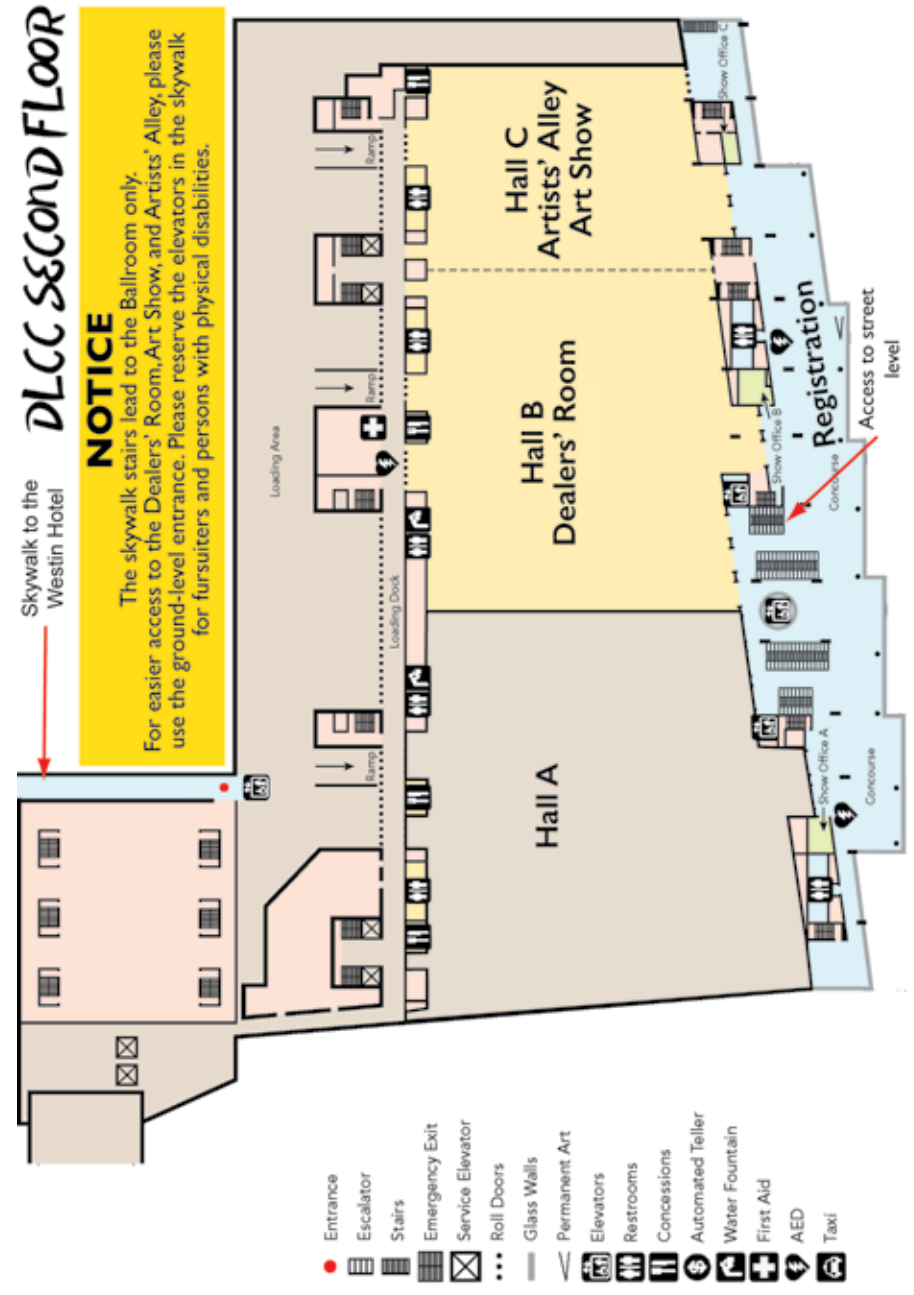 DLCC SECOND FLOOR
Skywalk to the
Westin Hotel
NOTICE
The skywalk stairs lead to the Ballroom only.
For easier access to the Dealers' Room, Art Show, and Artists' Alley, please
use the ground-level entrance. Please reserve the elevators in the skywalk
for fursuiters and persons with physical disabilities.
Loading Area
Ramp
Ramp
Ramp
Loading Dock
Hall A
Hall B
Dealers' Room
Hall C
Artists' Alley
Art Show
Show Office A
Show Office B
Show Office C
Concourse
Concourse
Registration
Access to street
level
Entrance
Escalator
Stairs
Emergency Exit
Service Elevator
Roll Doors
Glass Walls
Permanent Art
Elevators
Restrooms
Concessions
$ Automated Teller
Water Fountain
First Aid
AED
Taxi